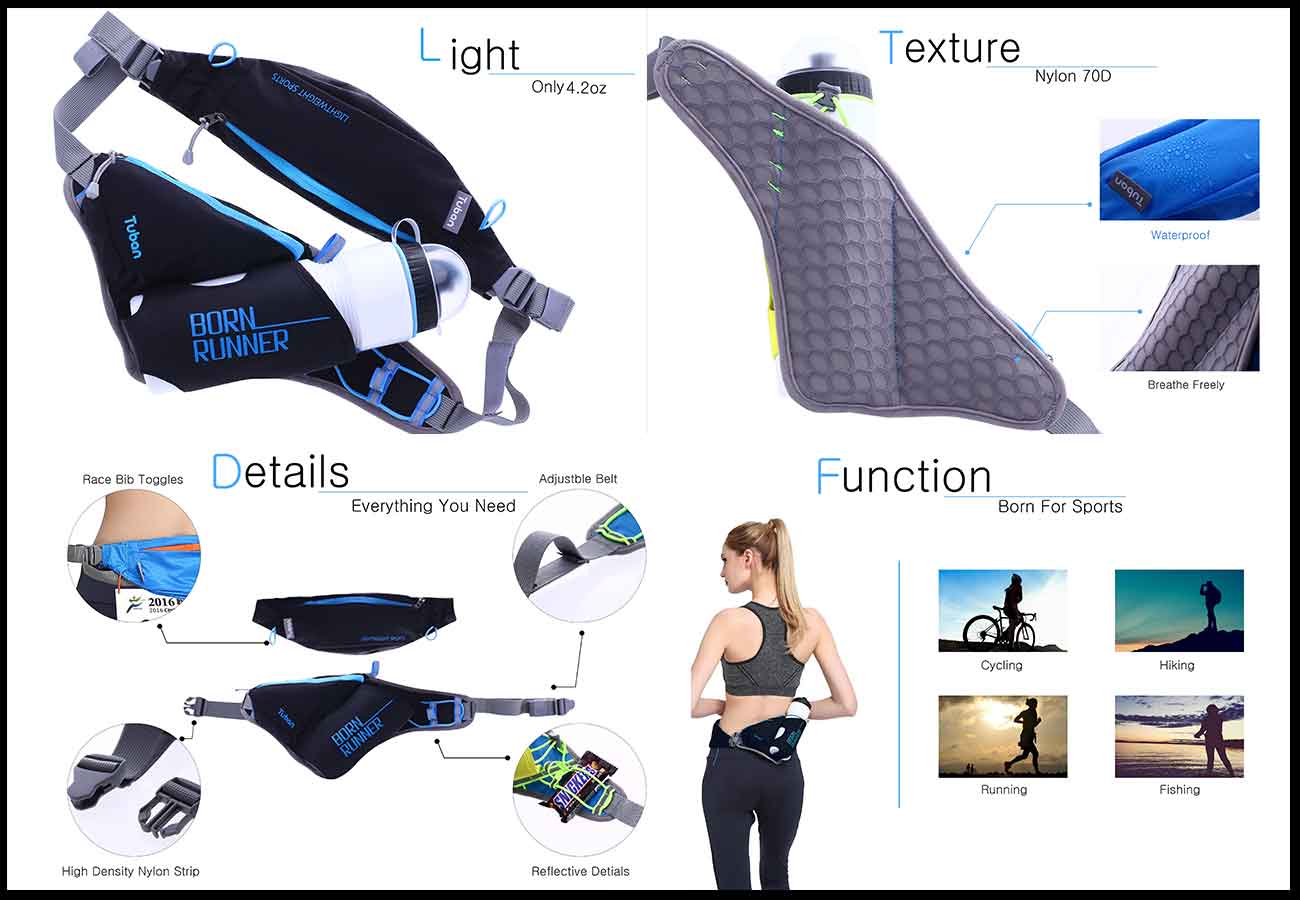 Light
Only 4.2oz
LIGHTWEIGHT SPORTS
Tuban
Tuban
BORN
RUNNER
Texture
Nylon 70D
Tuban
Waterproof
Breathe Freely
Details
Everything You Need
Race Bib Toggles
Adjustble Belt
2016
Tuban
BORN
RUNNER
SNICKERS
High Density Nylon Strip
Reflective Detials
Function
Born For Sports
Cycling
Hiking
Running
Fishing